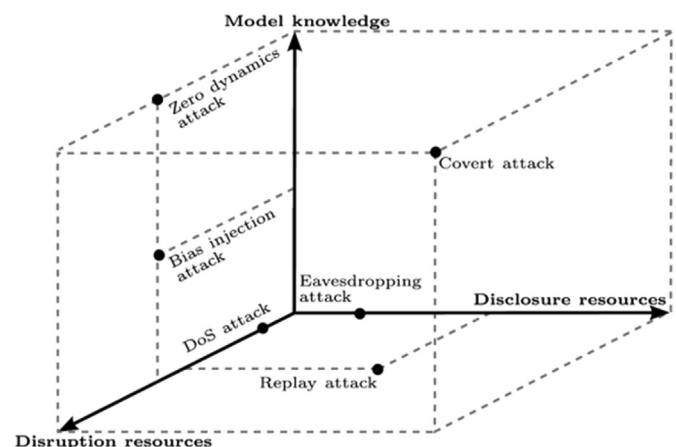 Model knowledge
Zero dynamics
attack
Covert attack
Bias injection
attack
Eavesdropping
attack
Disclosure resources
DoS attack
Replay attack
Disruption resources